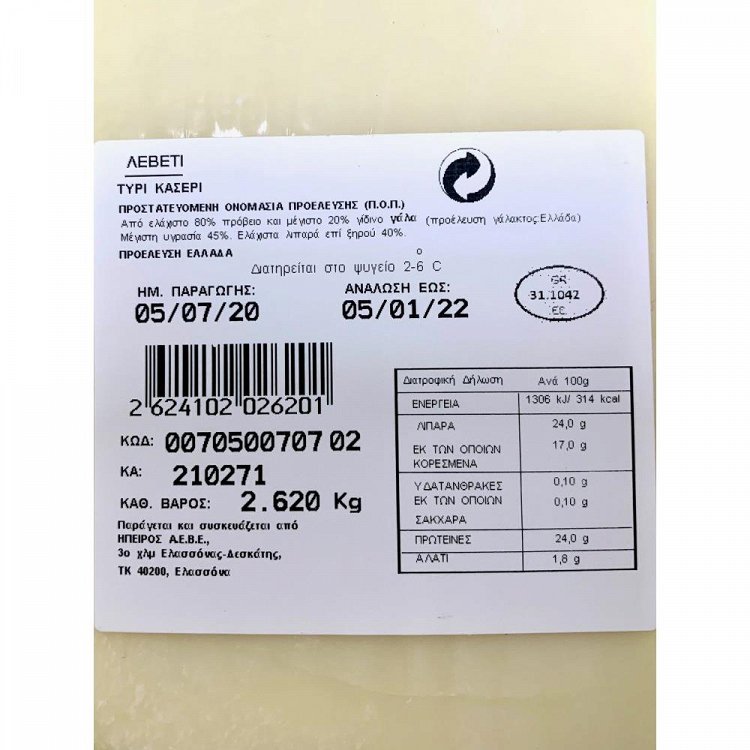 ΛΕΒΕΤΙ
ΤΥΡΙ ΚΑΣΕΡΙ
ΠΡΟΣΤΑΤΕΥΟΜΕΝΗ ΟΝΟΜΑΣΙΑ ΠΡΟΕΛΕΥΣΗΣ (Π.Ο.Π.)
Από ελάχιστο 80% πρόβειο και μέγιστο 20% γίδινο γάλα (προέλευση γάλακτος:Ελλάδα)
Μέγιστη υγρασία 45%. Ελάχιστα λιπαρά επί ξηρού 40%.
ΠΡΟΕΛΕΥΣΗ ΕΛΛΑΔΑ
Διατηρείται στο ψυγείο 2-6 °C
ΗΜ. ΠΑΡΑΓΩΓΗΣ: ΑΝΑΛΩΣΗ ΕΩΣ:
05/07/20 05/01/22
GR
31.1042
EC
2 624102 026201
ΚΩΔ: 0070500707 02
ΚΑ: 210271
ΚΑΘ. ΒΑΡΟΣ: 2.620 Kg
Παράγεται και συσκευάζεται από
ΗΠΕΙΡΟΣ Α.Ε.Β.Ε.,
3ο χλμ Ελασσόνας-Δεσκάτης,
ΤΚ 40200, Ελασσόνα
Διατροφική Δήλωση Ανά 100g
ΕΝΕΡΓΕΙΑ 1306 kJ/ 314 kcal
ΛΙΠΑΡΑ 24,0 g
ΕΚ ΤΩΝ ΟΠΟΙΩΝ 17,0 g
ΚΟΡΕΣΜΕΝΑ
ΥΔΑΤΑΝΘΡΑΚΕΣ 0,10 g
ΕΚ ΤΩΝ ΟΠΟΙΩΝ 0,10 g
ΣΑΚΧΑΡΑ
ΠΡΩΤΕΙΝΕΣ 24,0 g
ΑΛΑΤΙ 1,8 g